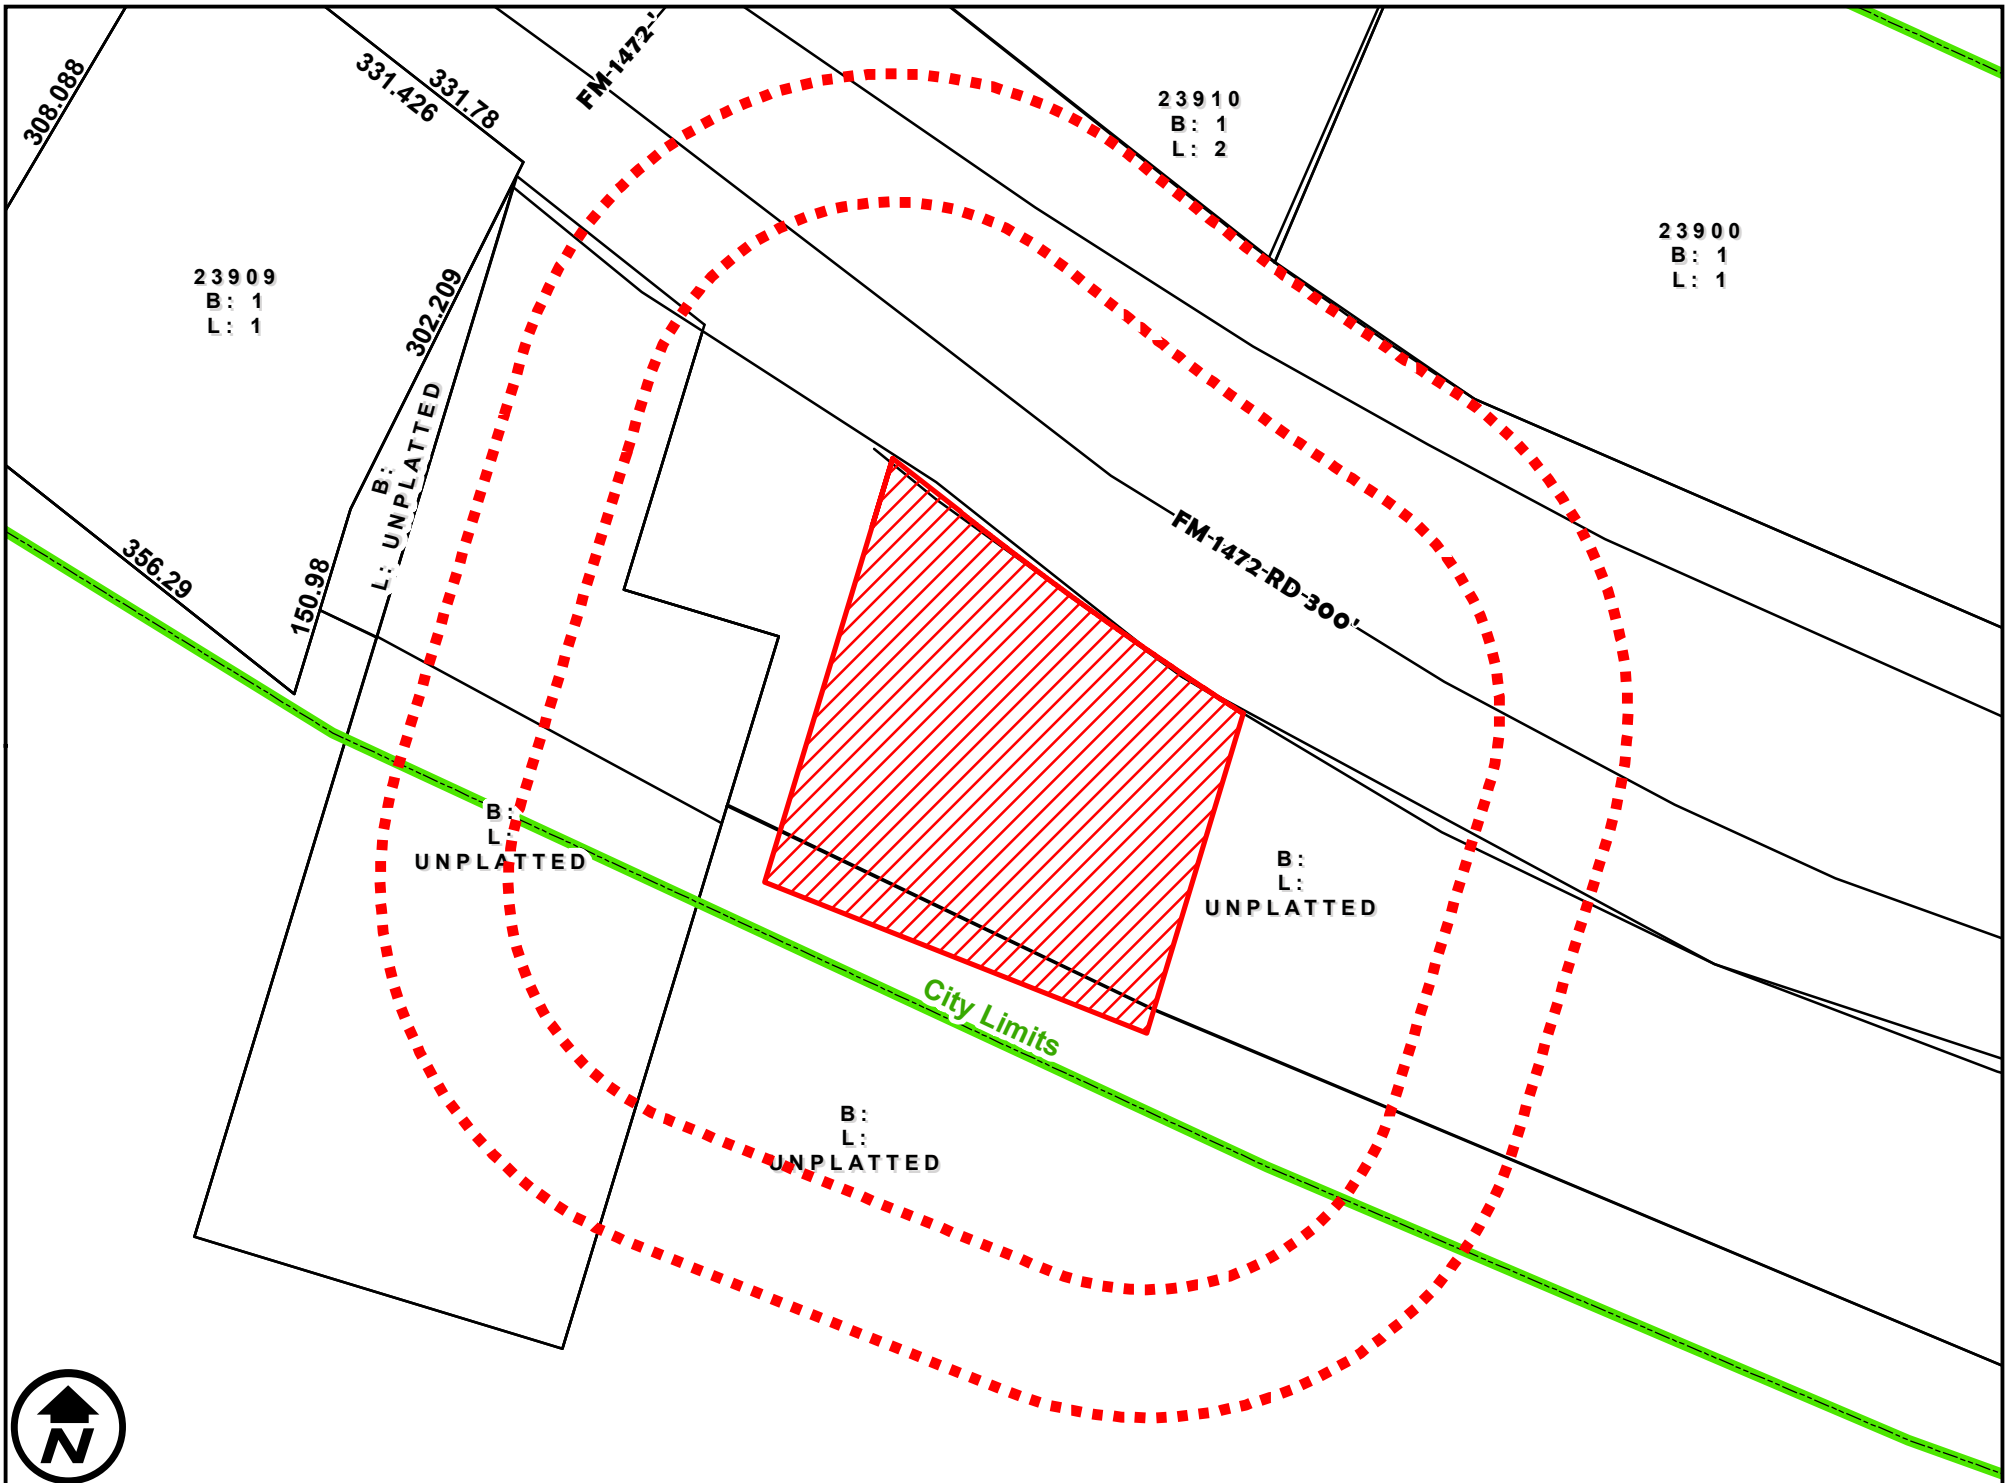 308.088
331.426
331.78
FM-1472-'
23910
B: 1
L: 2
23900
B: 1
L: 1
23909
B: 1
L: 1
302.209
B:
L: UNPLATTED
356.29
150.98
FM-1472-RD-300'
B:
L:
UNPLATTED
B:
L:
UNPLATTED
City Limits
B:
L:
UNPLATTED
N